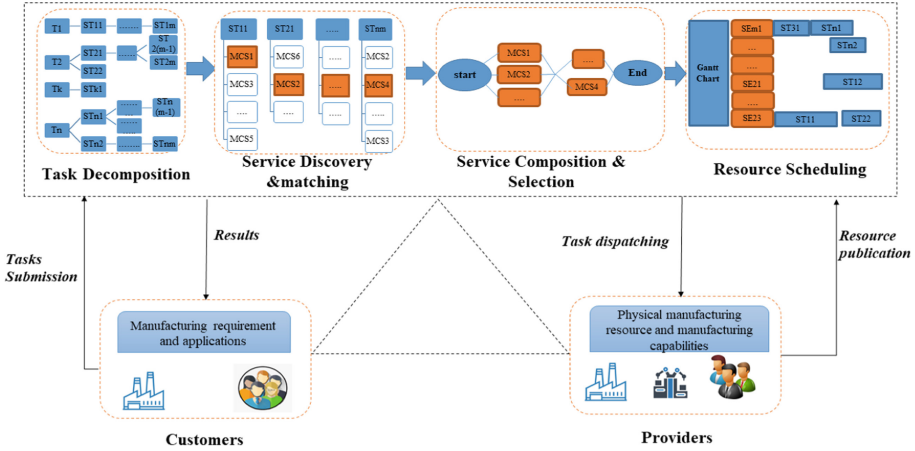 T1 ST11 ........ ST1m
T2 ST21 ...... ST
2(m-1)
ST22 ST2m
Tk STk1
Tn STn1 ........ STn
(m-1)
........
STn2 ........ STnm
Task Decomposition
ST11 ST21 ..... STnm
MCS1 MCS6 ..... MCS2
MCS3 MCS2 .... MCS4
.... .... .... ....
MCS5 MCS3
Service Discovery
&matching
start
MCS1
MCS2
....
....
MCS4
End
Service Composition &
Selection
Gantt
Chart
SEm1 ST31 STn1
... STn2
....
SE21 ST12
....
SE23 ST11 ST22
Resource Scheduling
Tasks
Submission
Results
Task dispatching
Resource
publication
Manufacturing requirement
and applications
Customers
Physical manufacturing
resource and manufacturing
capabilities
Providers